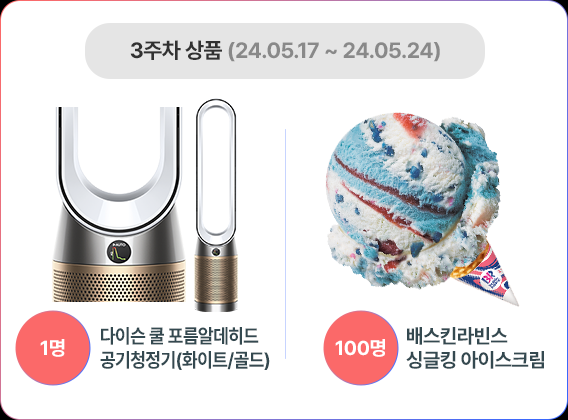 3주차 상품 (24.05.17 ~ 24.05.24)
1명
다이슨 쿨 포름알데히드
공기청정기(화이트/골드)
100명
배스킨라빈스
싱글킹 아이스크림
BR